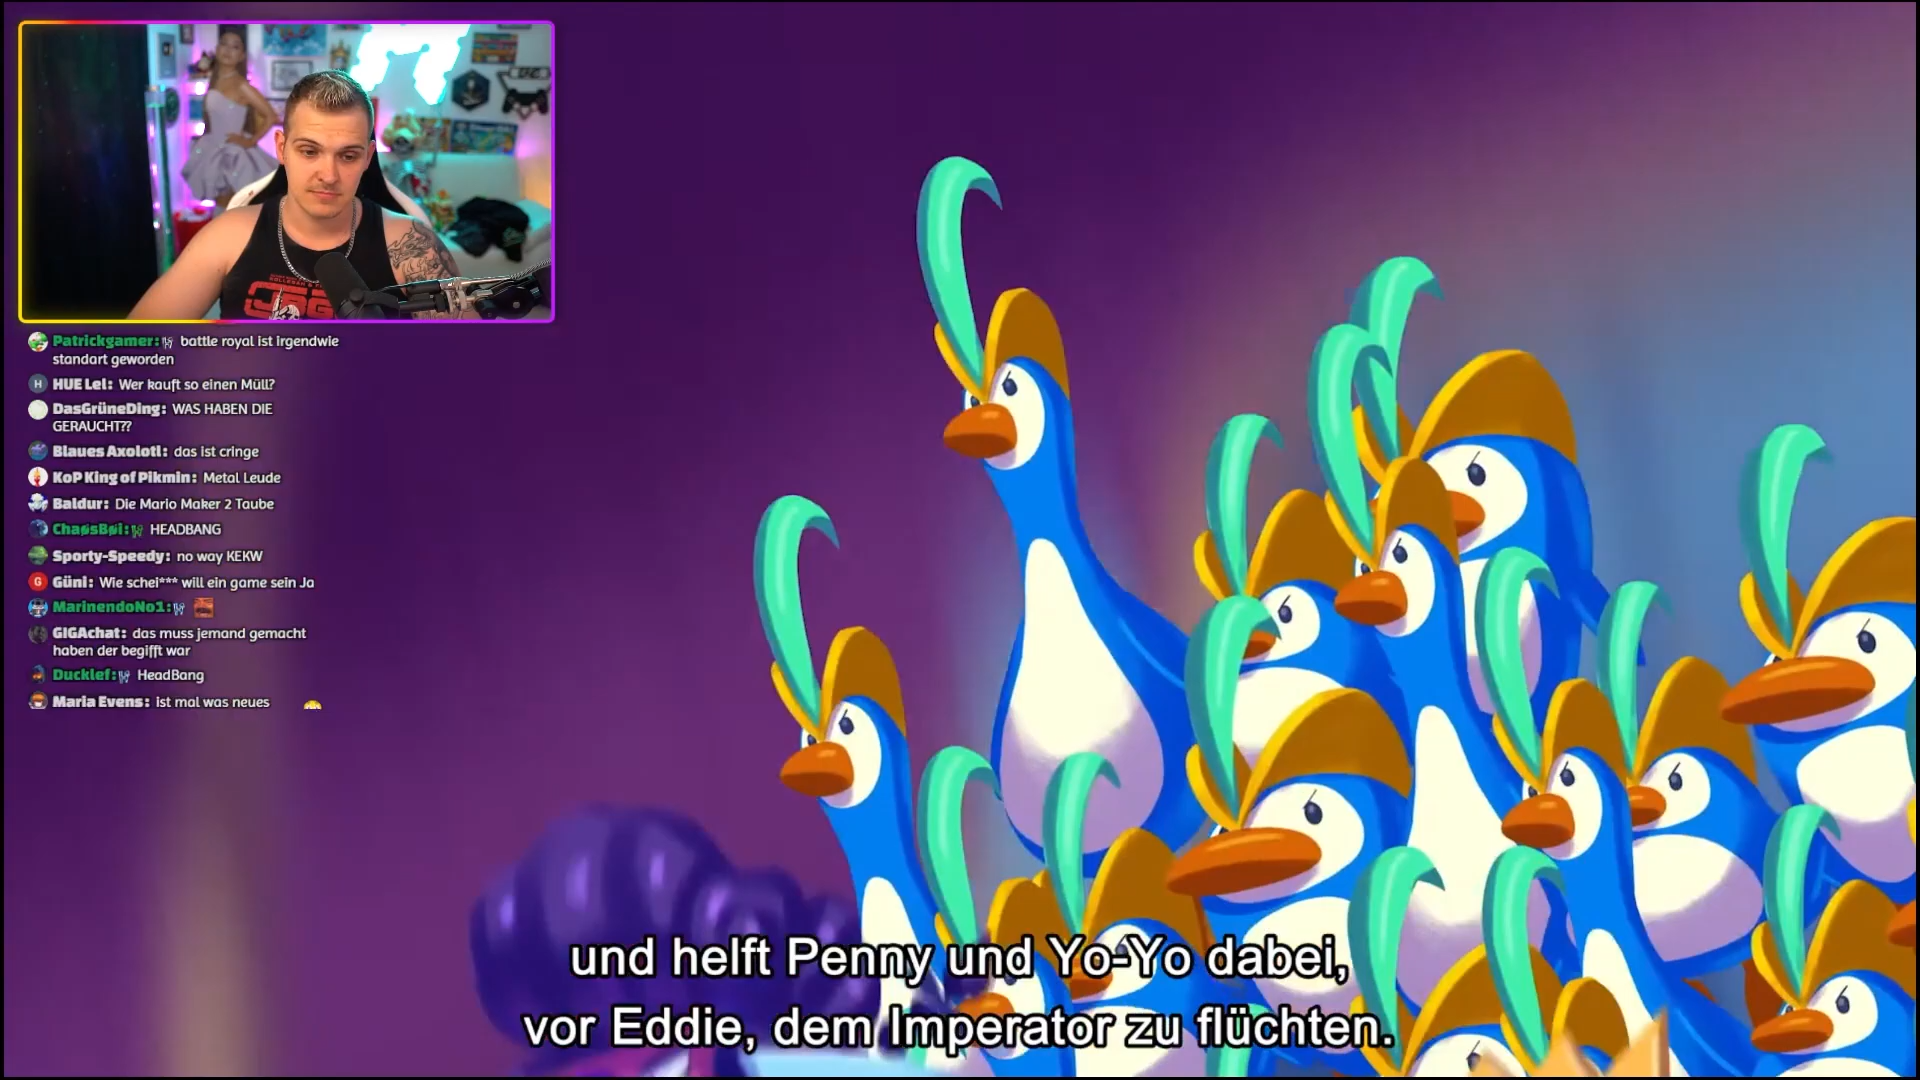 Patrickgamer: battle royal ist irgendwie
standart geworden
H HUE Lel: Wer kauft so einen Müll?
DasGrüneDing: WAS HABEN DIE
GERAUCHT??
Blaues Axolotl: das ist cringe
KoP King of Pikmin: Metal Leude
Baldur: Die Mario Maker 2 Taube
ChaøsBøi: HEADBANG
Sporty-Speedy: no way KEKW
G Günl: Wie schei*** will ein game sein Ja
MarinendoNo1:
GIGAchat: das muss jemand gemacht
haben der begifft war
Ducklef: HeadBang
Maria Evens: ist mal was neues
und helft Penny und Yo-Yo dabei,
vor Eddie, dem Imperator zu flüchten.